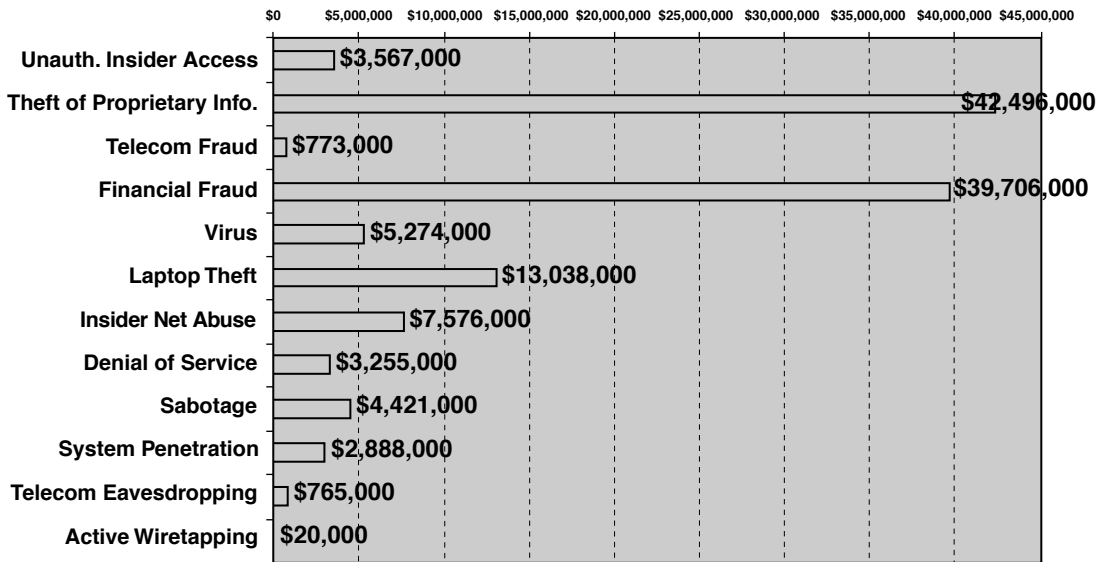 $0 $5,000,000 $10,000,000 $15,000,000 $20,000,000 $25,000,000 $30,000,000 $35,000,000 $40,000,000 $45,000,000
Unauth. Insider Access $3,567,000
Theft of Proprietary Info. $42,496,000
Telecom Fraud $773,000
Financial Fraud $39,706,000
Virus $5,274,000
Laptop Theft $13,038,000
Insider Net Abuse $7,576,000
Denial of Service $3,255,000
Sabotage $4,421,000
System Penetration $2,888,000
Telecom Eavesdropping $765,000
Active Wiretapping $20,000